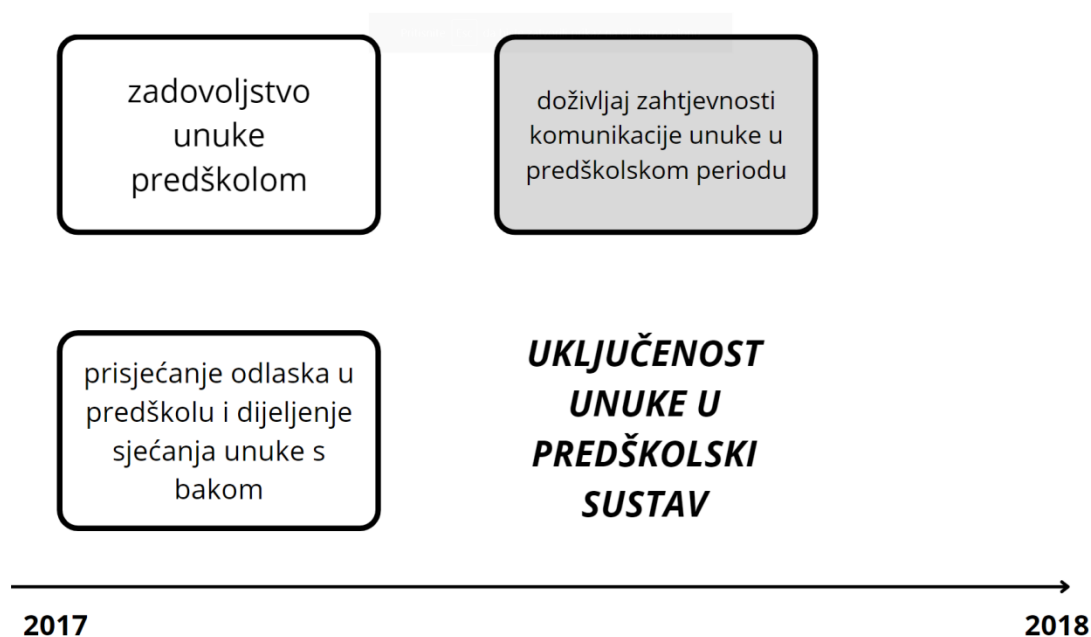 zadovoljstvo
unuke
predškolom
doživljaj zahtjevnosti
komunikacije unuke u
predškolskom periodu
prisjećanje odlaska u
predškolu i dijeljenje
sjećanja unuke s
bakom
UKLJUČENOST
UNUKE U
PREDŠKOLSKI
SUSTAV
2017
2018